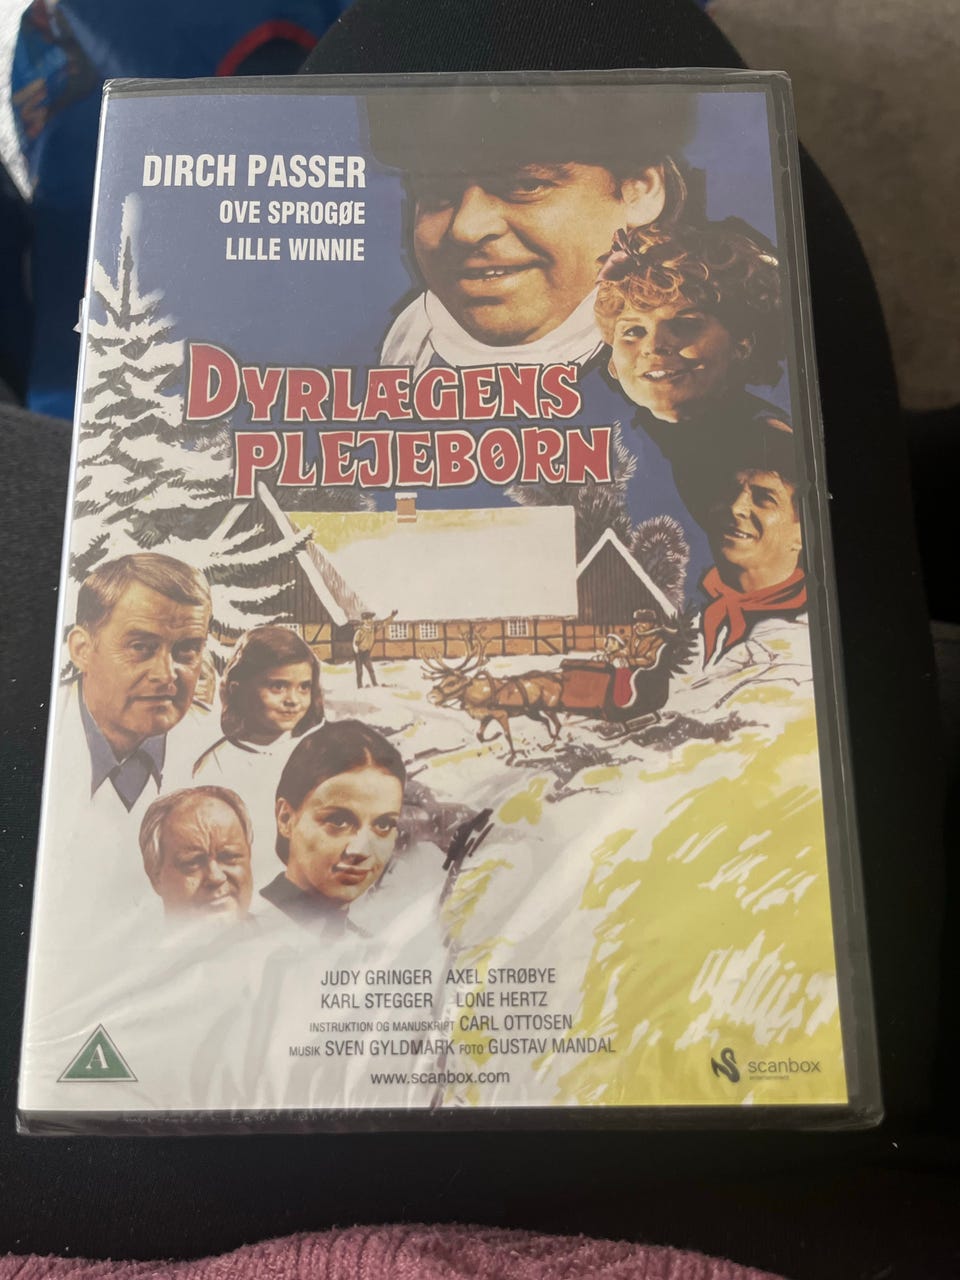 DIRCH PASSER
OVE SPROGØE
LILLE WINNIE
DYRLÆGENS
PLEJEBØRN
JUDY GRINGER AXEL STRØBYE
KARL STEGGER LONE HERTZ
INSTRUKTION OG MANUSKRIPT CARL OTTOSEN
MUSIK SVEN GYLDMARK FOTO GUSTAV MANDAL
www.scanbox.com
A
scanbox
entertainment